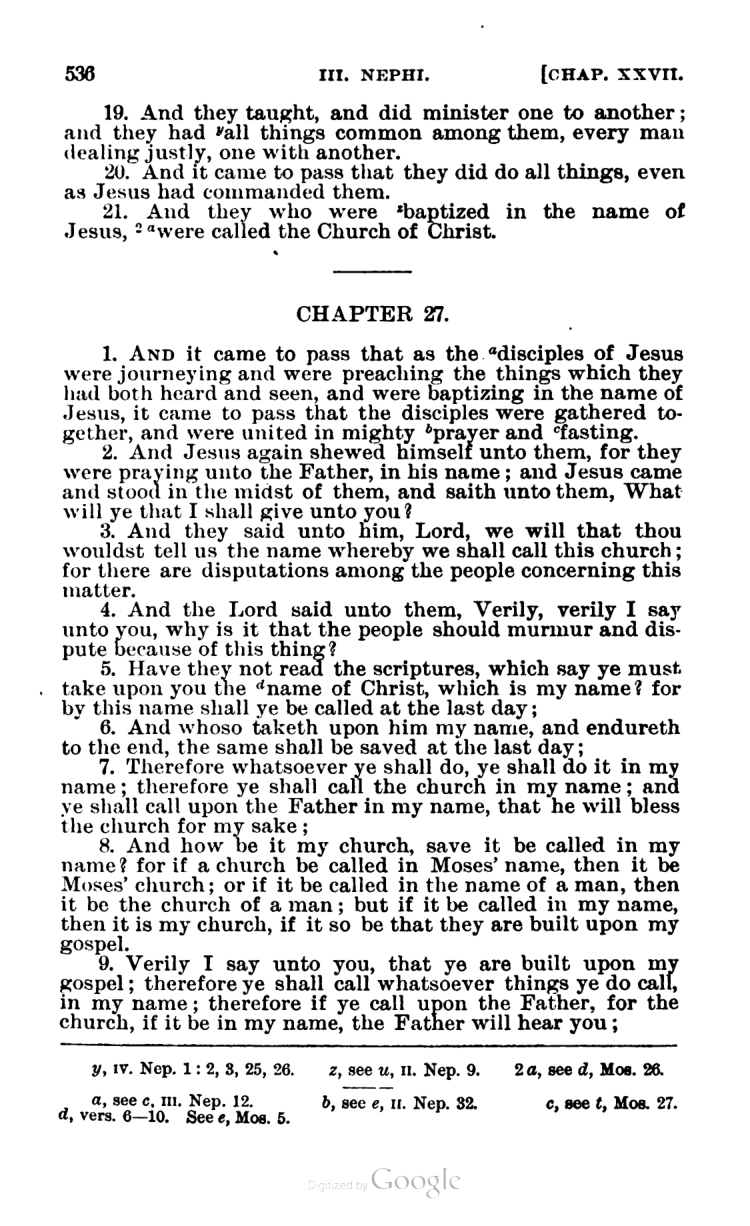 536 III. NEPHI. [CHAP. XXVII.
19. And they taught, and did minister one to another;
and they had yall things common among them, every man
dealing justly, one with another.
20. And it came to pass that they did do all things, even
as Jesus had commanded them.
21. And they who were zbaptized in the name of
Jesus, 2 awere called the Church of Christ.
CHAPTER 27.
1. AND it came to pass that as the adisciples of Jesus
were journeying and were preaching the things which they
had both heard and seen, and were baptizing in the name of
Jesus, it came to pass that the disciples were gathered to-
gether, and were united in mighty bprayer and cfasting.
2. And Jesus again shewed himself unto them, for they
were praying unto the Father, in his name; and Jesus came
and stood in the midst of them, and saith unto them, What
will ye that I shall give unto you?
3. And they said unto him, Lord, we will that thou
wouldst tell us the name whereby we shall call this church;
for there are disputations among the people concerning this
matter.
4. And the Lord said unto them, Verily, verily I say
unto you, why is it that the people should murmur and dis-
pute because of this thing?
5. Have they not read the scriptures, which say ye must
take upon you the dname of Christ, which is my name? for
by this name shall ye be called at the last day;
6. And whoso taketh upon him my name, and endureth
to the end, the same shall be saved at the last day;
7. Therefore whatsoever ye shall do, ye shall do it in my
name; therefore ye shall call the church in my name; and
ye shall call upon the Father in my name, that he will bless
the church for my sake;
8. And how be it my church, save it be called in my
name? for if a church be called in Moses' name, then it be
Moses' church; or if it be called in the name of a man, then
it be the church of a man; but if it be called in my name,
then it is my church, if it so be that they are built upon my
gospel.
9. Verily I say unto you, that ye are built upon my
gospel; therefore ye shall call whatsoever things ye do call,
in my name; therefore if ye call upon the Father, for the
church, if it be in my name, the Father will hear you;
y, IV. Nep. 1: 2, 3, 25, 26. z, see u, II. Nep. 9. 2 a, see d, Mos. 26.
a, see c, III. Nep. 12. b, see e, II. Nep. 32. c, see t, Mos. 27.
d, vers. 6—10. See e, Mos. 5.
Digitized by Google